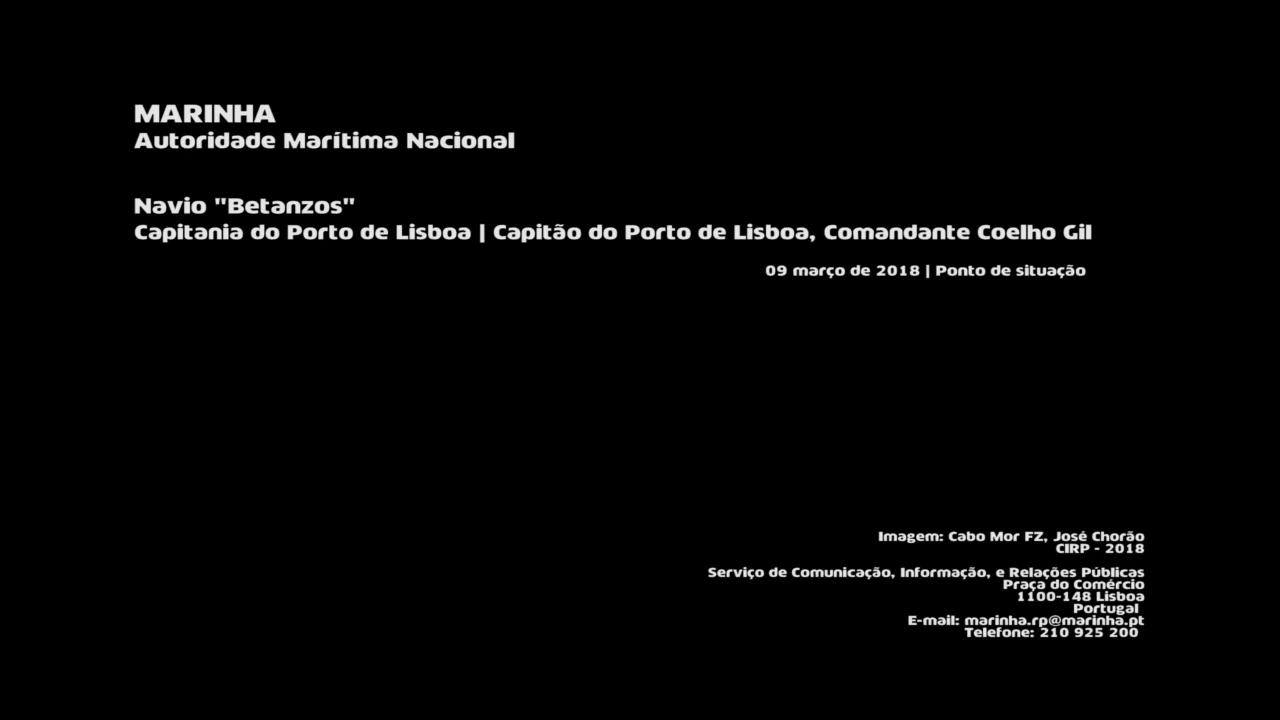 MARINHA
Autoridade Marítima Nacional
Navio "Betanzos"
Capitania do Porto de Lisboa | Capitão do Porto de Lisboa, Comandante Coelho Gil
09 março de 2018 | Ponto de situação
Imagem: Cabo Mor FZ, José Chorão
CIRP - 2018
Serviço de Comunicação, Informação, e Relações Públicas
Praça do Comércio
1100-148 Lisboa
Portugal
E-mail: marinha.rp@marinha.pt
Telefone: 210 925 200